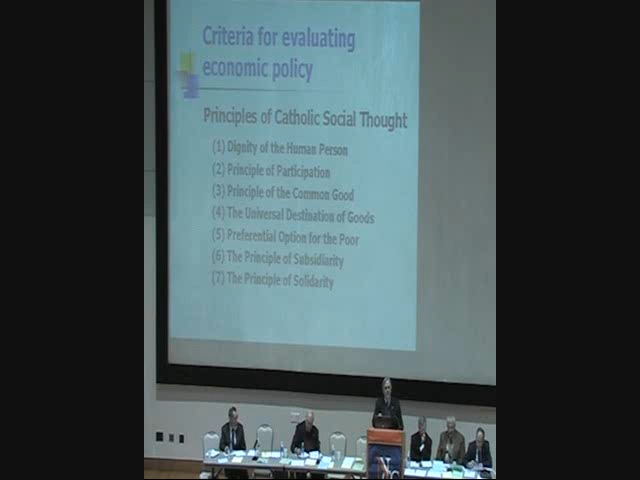 Criteria for evaluating
economic policy
Principles of Catholic Social Thought
(1) Dignity of the Human Person
(2) Principle of Participation
(3) Principle of the Common Good
(4) The Universal Destination of Goods
(5) Preferential Option for the Poor
(6) The Principle of Subsidiarity
(7) The Principle of Solidarity